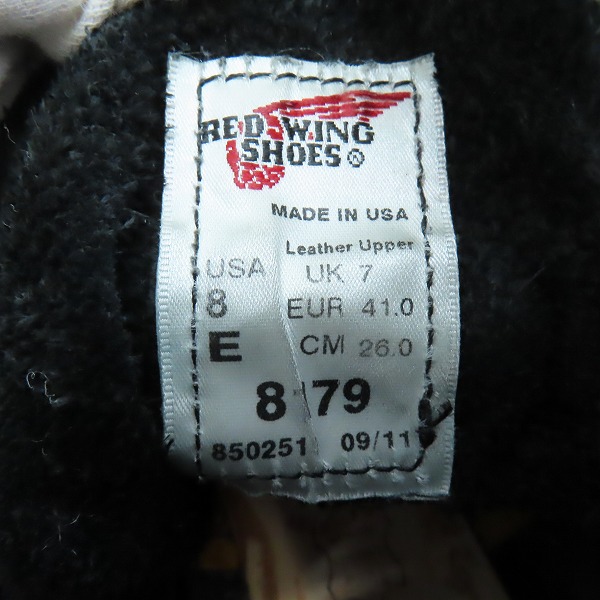 RED WING
SHOES®
MADE IN USA
Leather Upper
USA UK 7
8 EUR 41.0
E CM 26.0
8179
850251 09/11